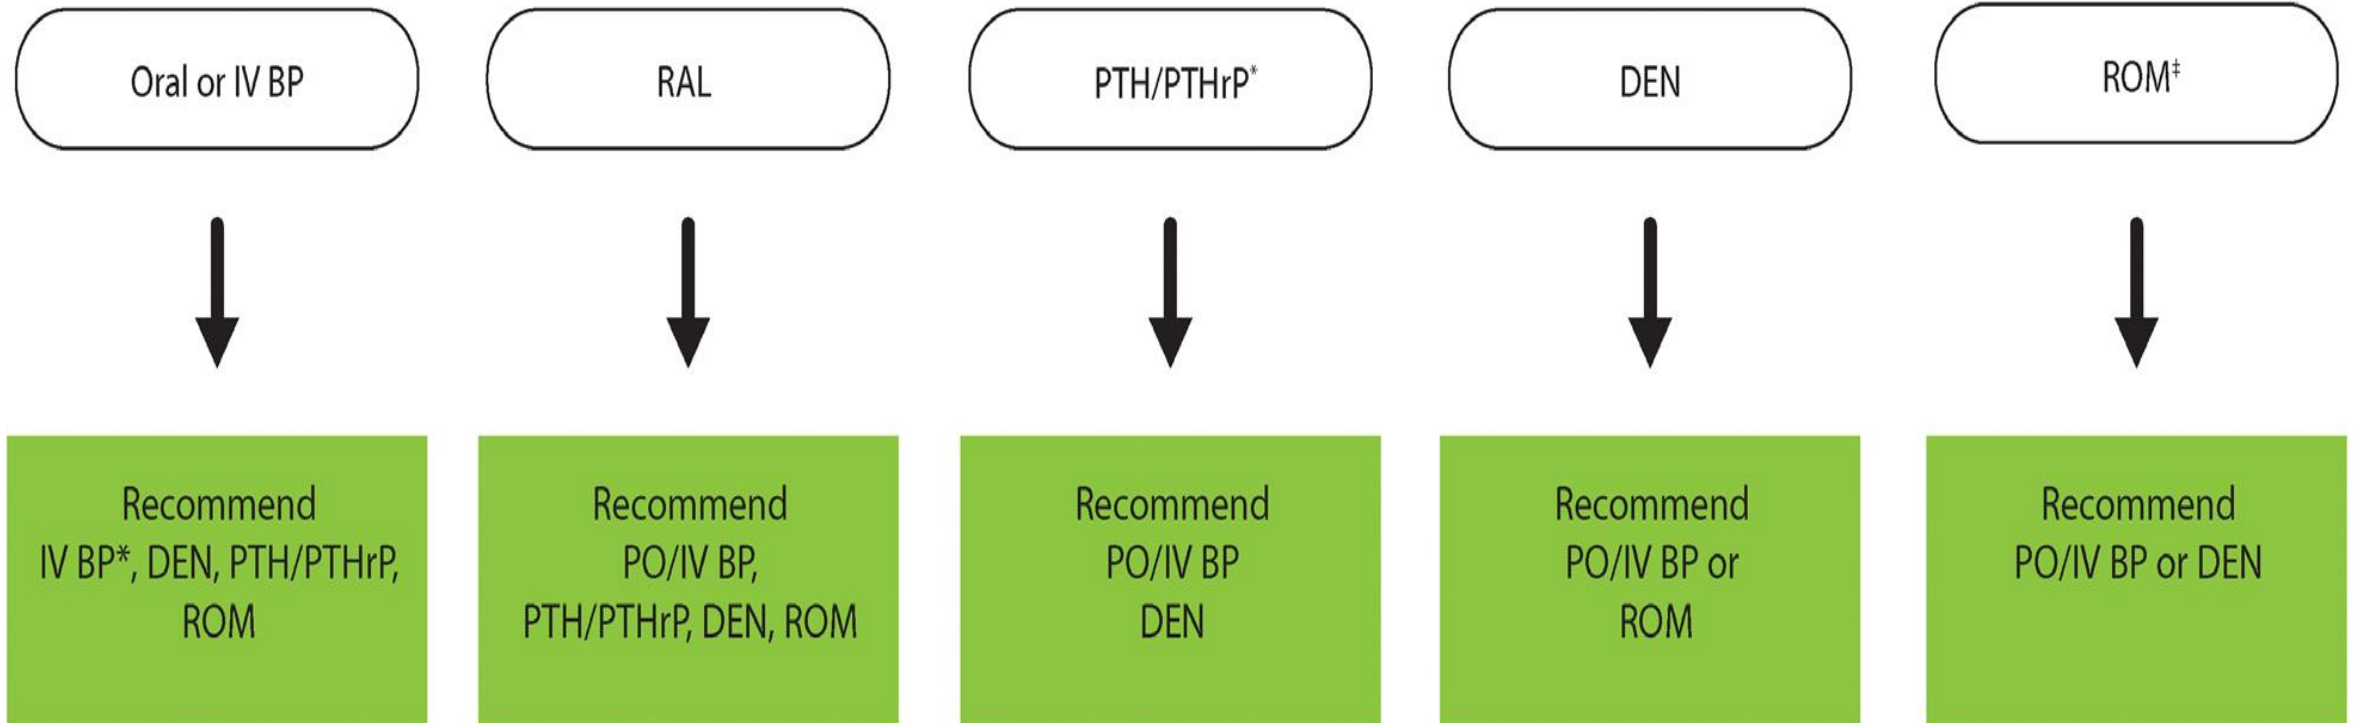 Oral or IV BP
RAL
PTH/PTHrP*
DEN
ROM‡
Recommend
IV BP*, DEN, PTH/PTHrP,
ROM
Recommend
PO/IV BP,
PTH/PTHrP, DEN, ROM
Recommend
PO/IV BP
DEN
Recommend
PO/IV BP or
ROM
Recommend
PO/IV BP or DEN